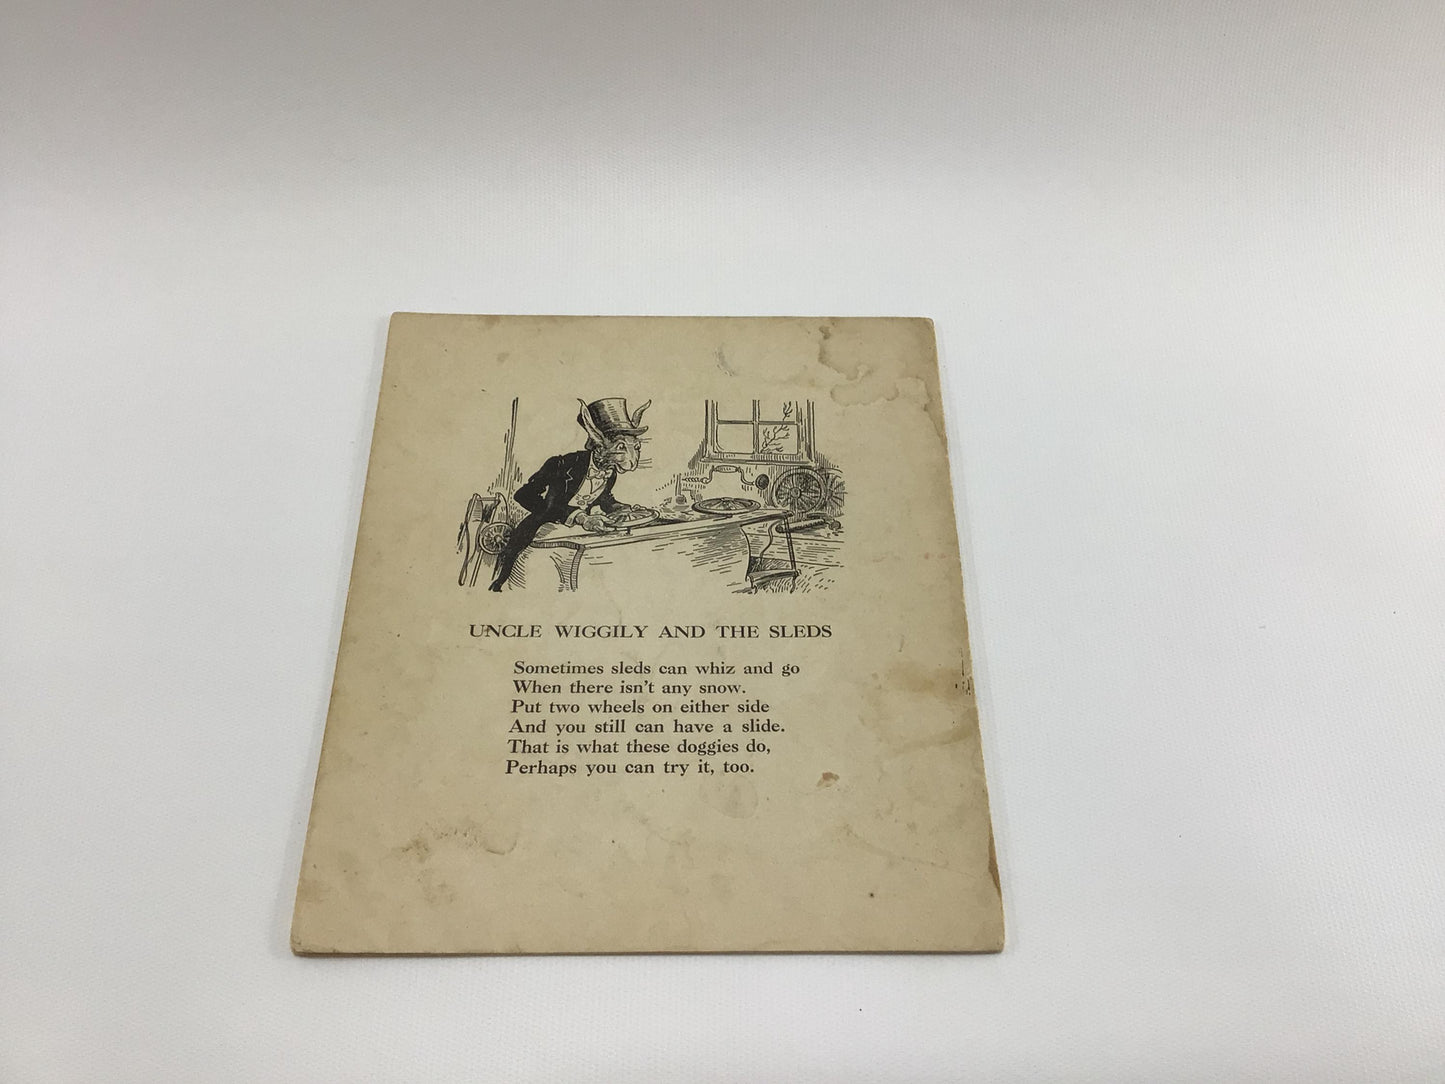 UNCLE WIGGILY AND THE SLEDS
Sometimes sleds can whiz and go
When there isn't any snow.
Put two wheels on either side
And you still can have a slide.
That is what these doggies do,
Perhaps you can try it, too.